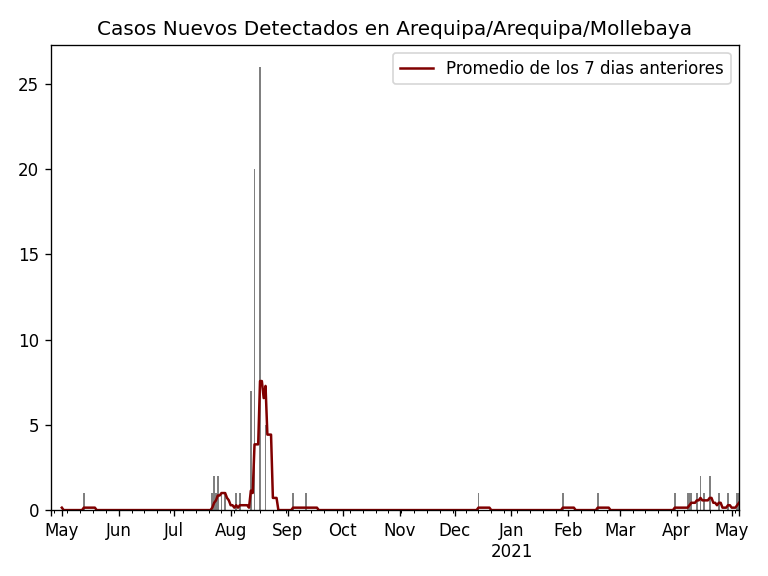 Casos Nuevos Detectados en Arequipa/Arequipa/Mollebaya
Promedio de los 7 dias anteriores
25
20
15
10
5
0
May Jun Jul Aug Sep Oct Nov Dec Jan Feb Mar Apr May
2021